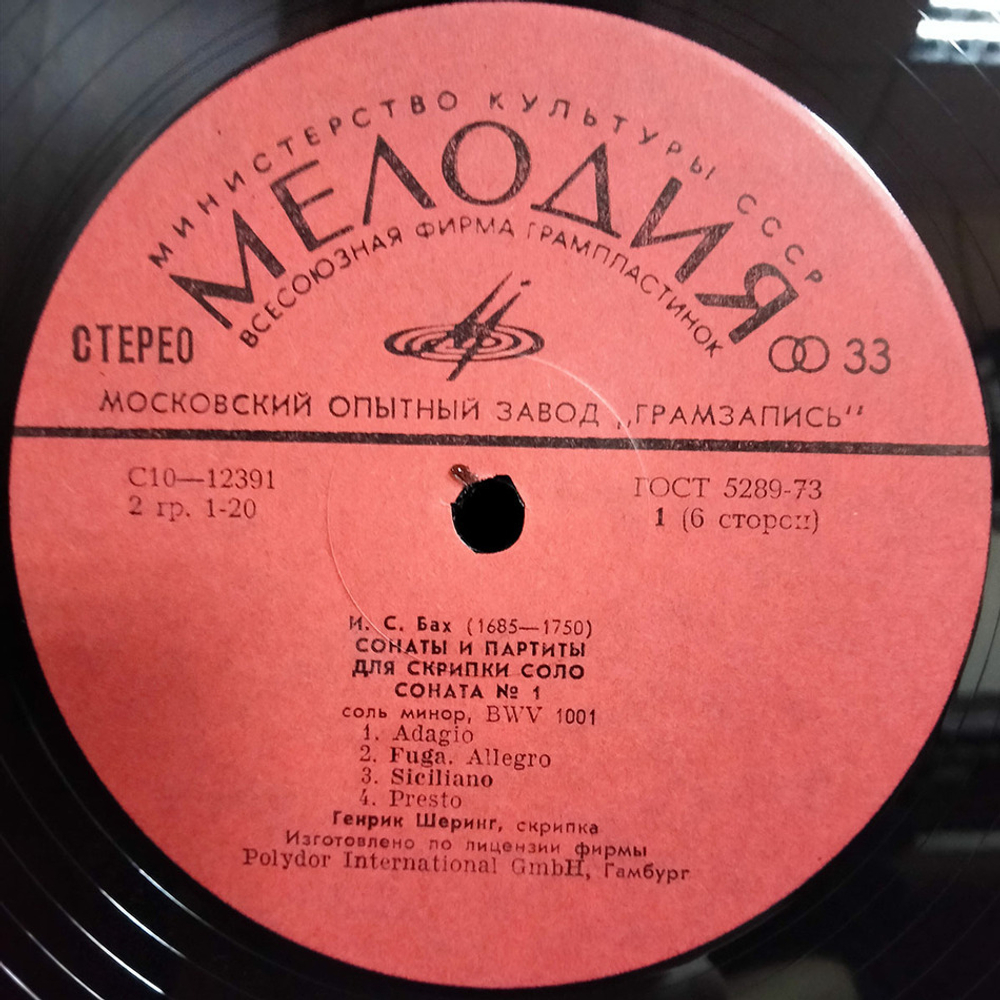 МИНИСТЕРСТВО КУЛЬТУРЫ СССР
МЕЛОДИЯ
ВСЕСОЮЗНАЯ ФИРМА ГРАМПЛАСТИНОК
СТЕРЕО
33
МОСКОВСКИЙ ОПЫТНЫЙ ЗАВОД „ГРАМЗАПИСЬ“
С10—12391
ГОСТ 5289-73
2 гр. 1-20
1 (6 сторон)
И. С. Бах (1685—1750)
СОНАТЫ И ПАРТИТЫ
ДЛЯ СКРИПКИ СОЛО
СОНАТА № 1
соль минор, BWV 1001
1. Adagio
2. Fuga. Allegro
3. Siciliano
4. Presto
Генрик Шеринг, скрипка
Изготовлено по лицензии фирмы
Polydor International GmbH, Гамбург